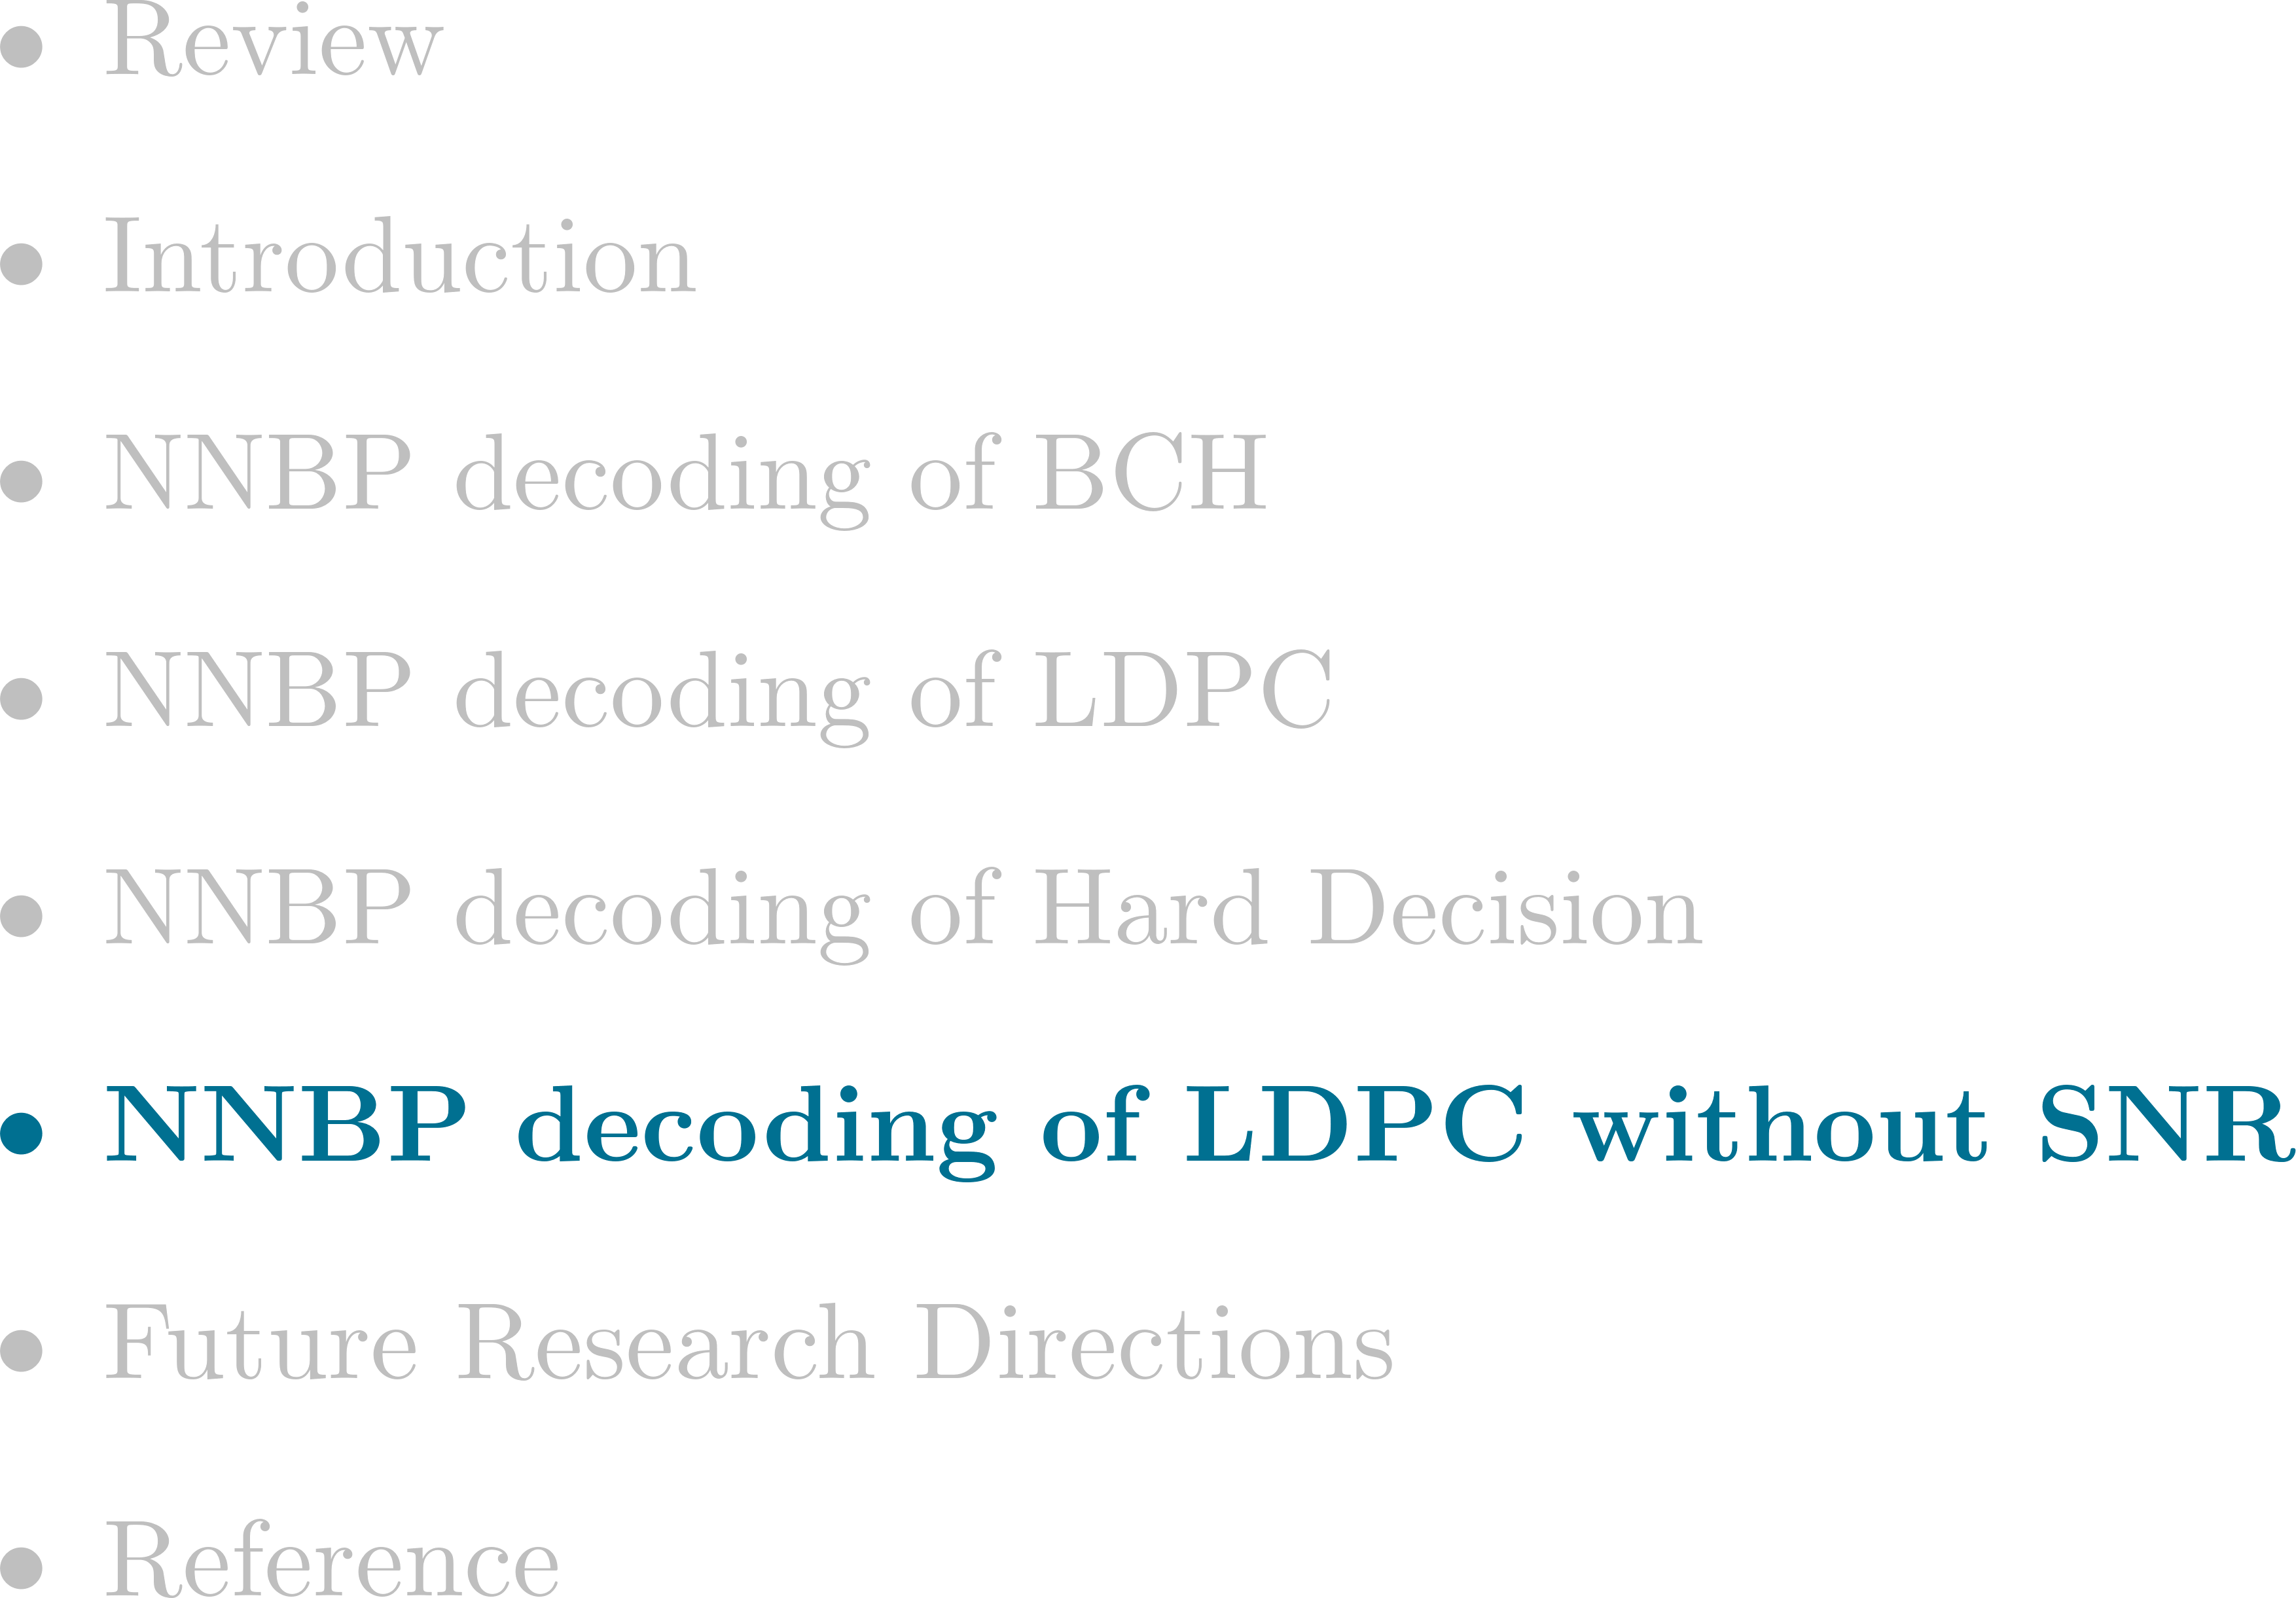 • Review
• Introduction
• NNBP decoding of BCH
• NNBP decoding of LDPC
• NNBP decoding of Hard Decision
• NNBP decoding of LDPC without SNR
• Future Research Directions
• Reference